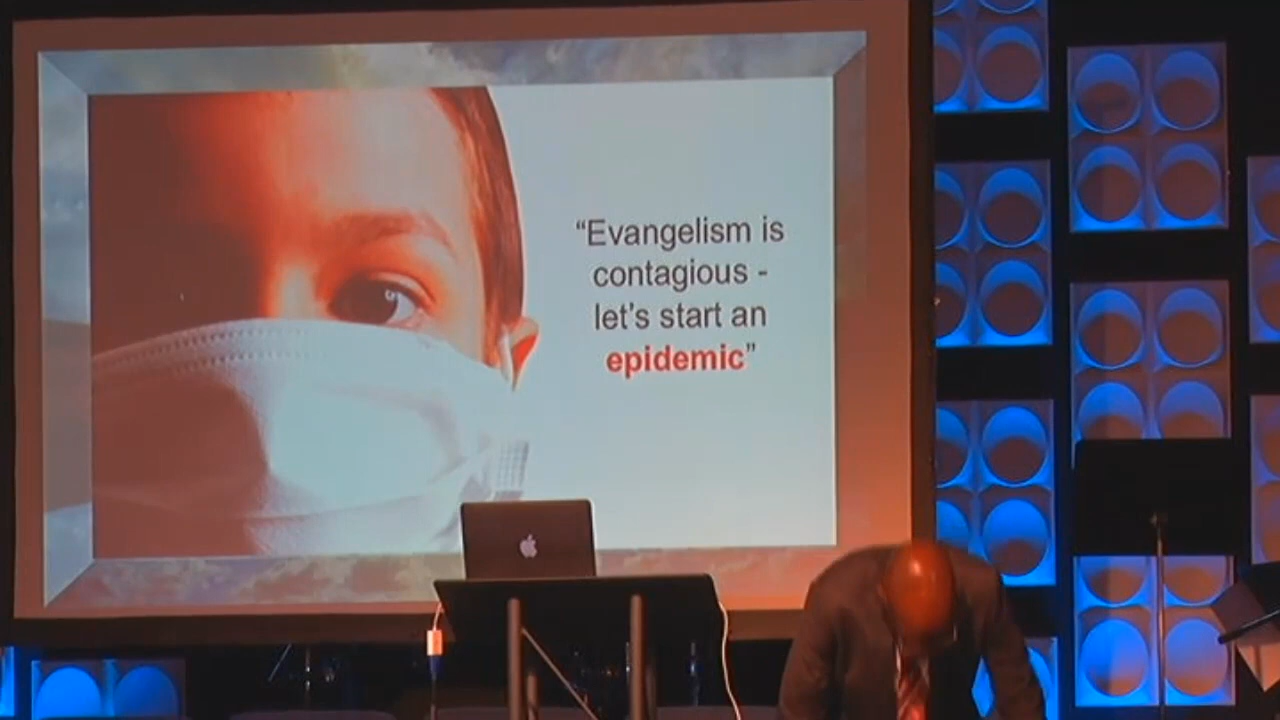 “Evangelism is
contagious -
let’s start an
epidemic”